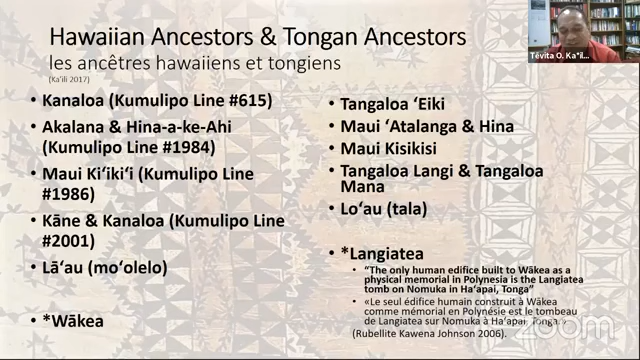 Hawaiian Ancestors & Tongan Ancestors
les ancêtres hawaiiens et tongiens
(Kaʻili 2017)
• Kanaloa (Kumulipo Line #615)
• Akalana & Hina-a-ke-Ahi
(Kumulipo Line #1984)
• Maui Kiʻikiʻi (Kumulipo Line
#1986)
• Kāne & Kanaloa (Kumulipo Line
#2001)
• Lāʻau (moʻolelo)
• *Wākea
• Tangaloa ʻEiki
• Maui ʻAtalanga & Hina
• Maui Kisikisi
• Tangaloa Langi & Tangaloa
Mana
• Loʻau (tala)
• *Langiatea
• "The only human edifice built to Wākea as a
physical memorial in Polynesia is the Langiatea
tomb on Nomuka in Haʻapai, Tonga"
• «Le seul édifice humain construit à Wākea
comme mémorial en Polynésie est le tombeau
de Langiatea sur Nomuka à Haʻapai, Tonga.»
(Rubellite Kawena Johnson 2006).
Tēvita O. Kaʻil...
zoom